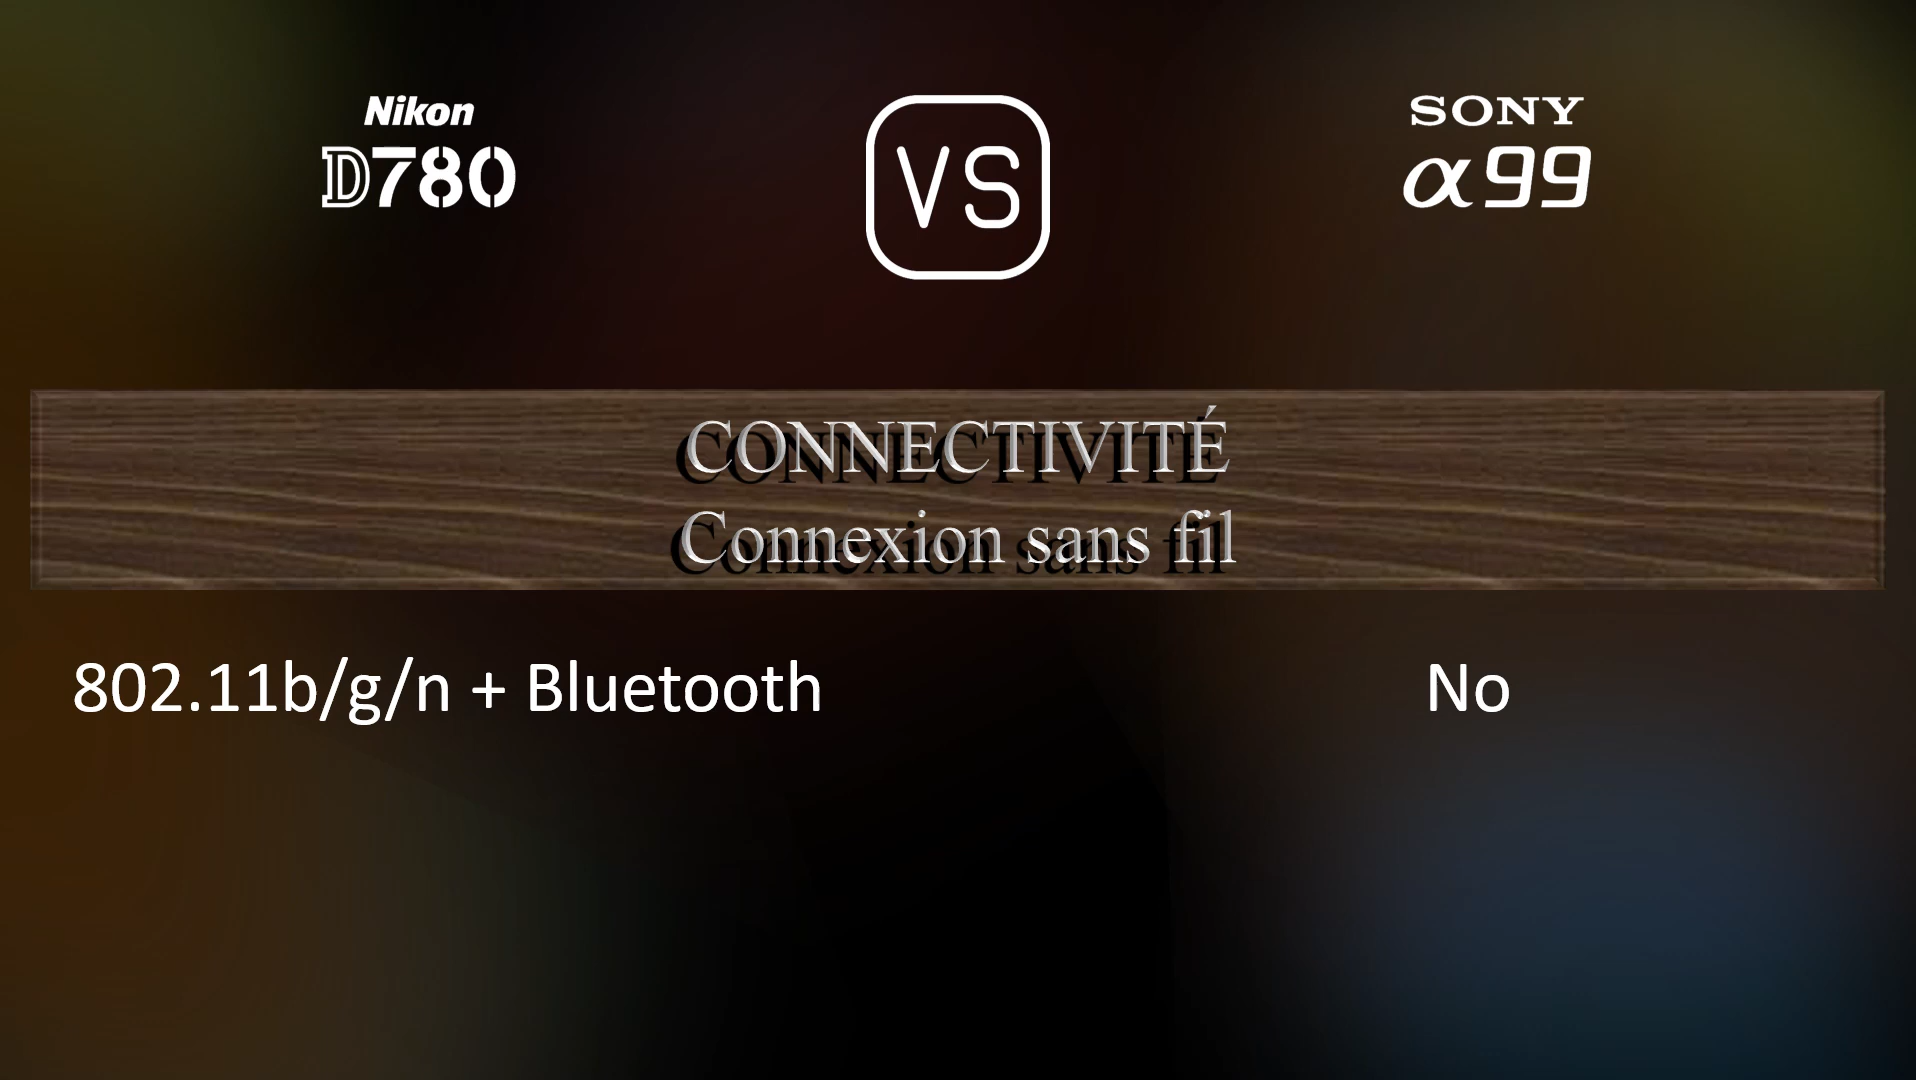 Nikon
D780
VS
SONY
α99
CONNECTIVITÉ
Connexion sans fil
802.11b/g/n + Bluetooth
No